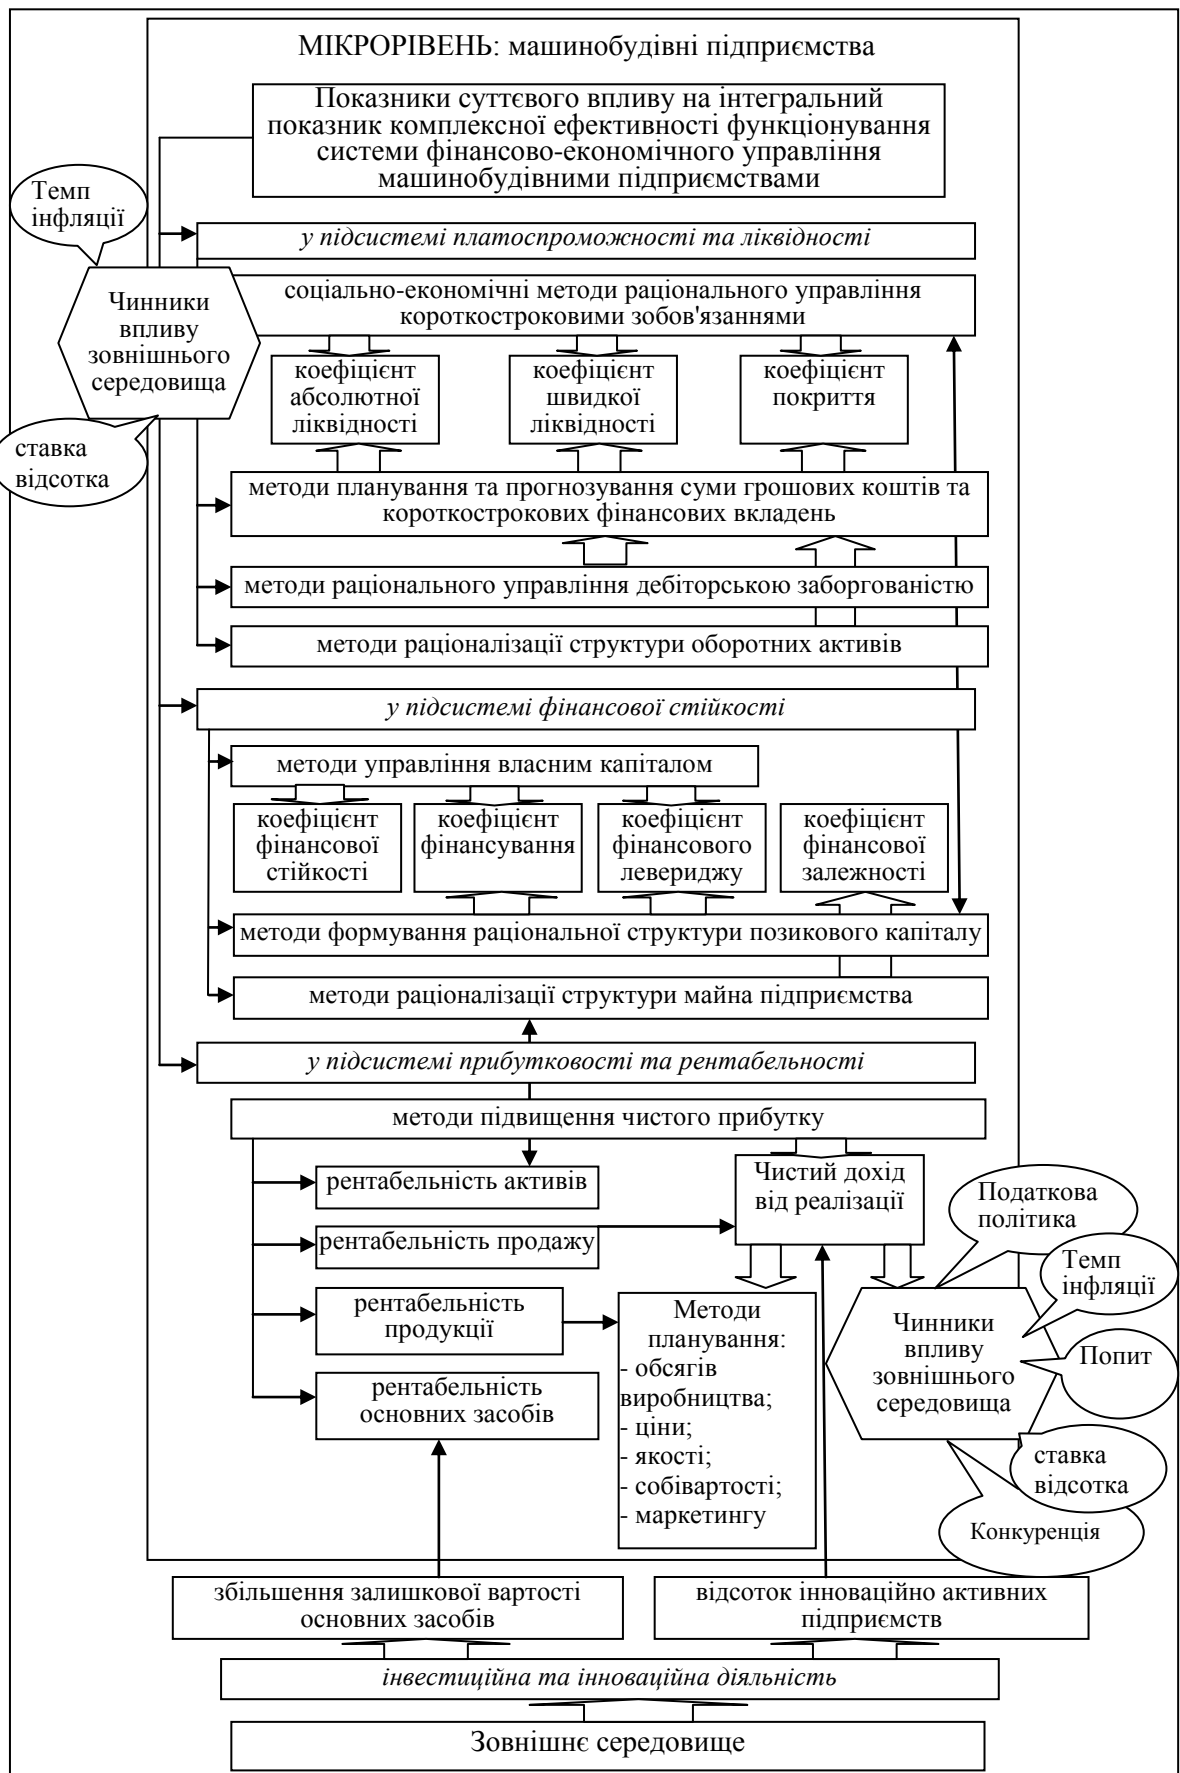 МІКРОРІВЕНЬ: машинобудівні підприємства
Показники суттєвого впливу на інтегральний
показник комплексної ефективності функціонування
системи фінансово-економічного управління
машинобудівними підприємствами
Темп
інфляції
у підсистемі платоспроможності та ліквідності
Чинники
впливу
зовнішнього
середовища
соціально-економічні методи раціонального управління
короткостроковими зобов'язаннями
коефіцієнт
абсолютної
ліквідності
коефіцієнт
швидкої
ліквідності
коефіцієнт
покриття
ставка
відсотка
методи планування та прогнозування суми грошових коштів та
короткострокових фінансових вкладень
методи раціонального управління дебіторською заборгованістю
методи раціоналізації структури оборотних активів
у підсистемі фінансової стійкості
методи управління власним капіталом
коефіцієнт
фінансової
стійкості
коефіцієнт
фінансування
коефіцієнт
фінансового
левериджу
коефіцієнт
фінансової
залежності
методи формування раціональної структури позикового капіталу
методи раціоналізації структури майна підприємства
у підсистемі прибутковості та рентабельності
методи підвищення чистого прибутку
рентабельність активів
Чистий дохід
від реалізації
Податкова
політика
рентабельність продажу
Темп
інфляції
рентабельність
продукції
Методи
планування:
- обсягів
виробництва;
- ціни;
- якості;
- собівартості;
- маркетингу
Чинники
впливу
зовнішнього
середовища
Попит
рентабельність
основних засобів
ставка
відсотка
Конкуренція
збільшення залишкової вартості
основних засобів
відсоток інноваційно активних
підприємств
інвестиційна та інноваційна діяльність
Зовнішнє середовище